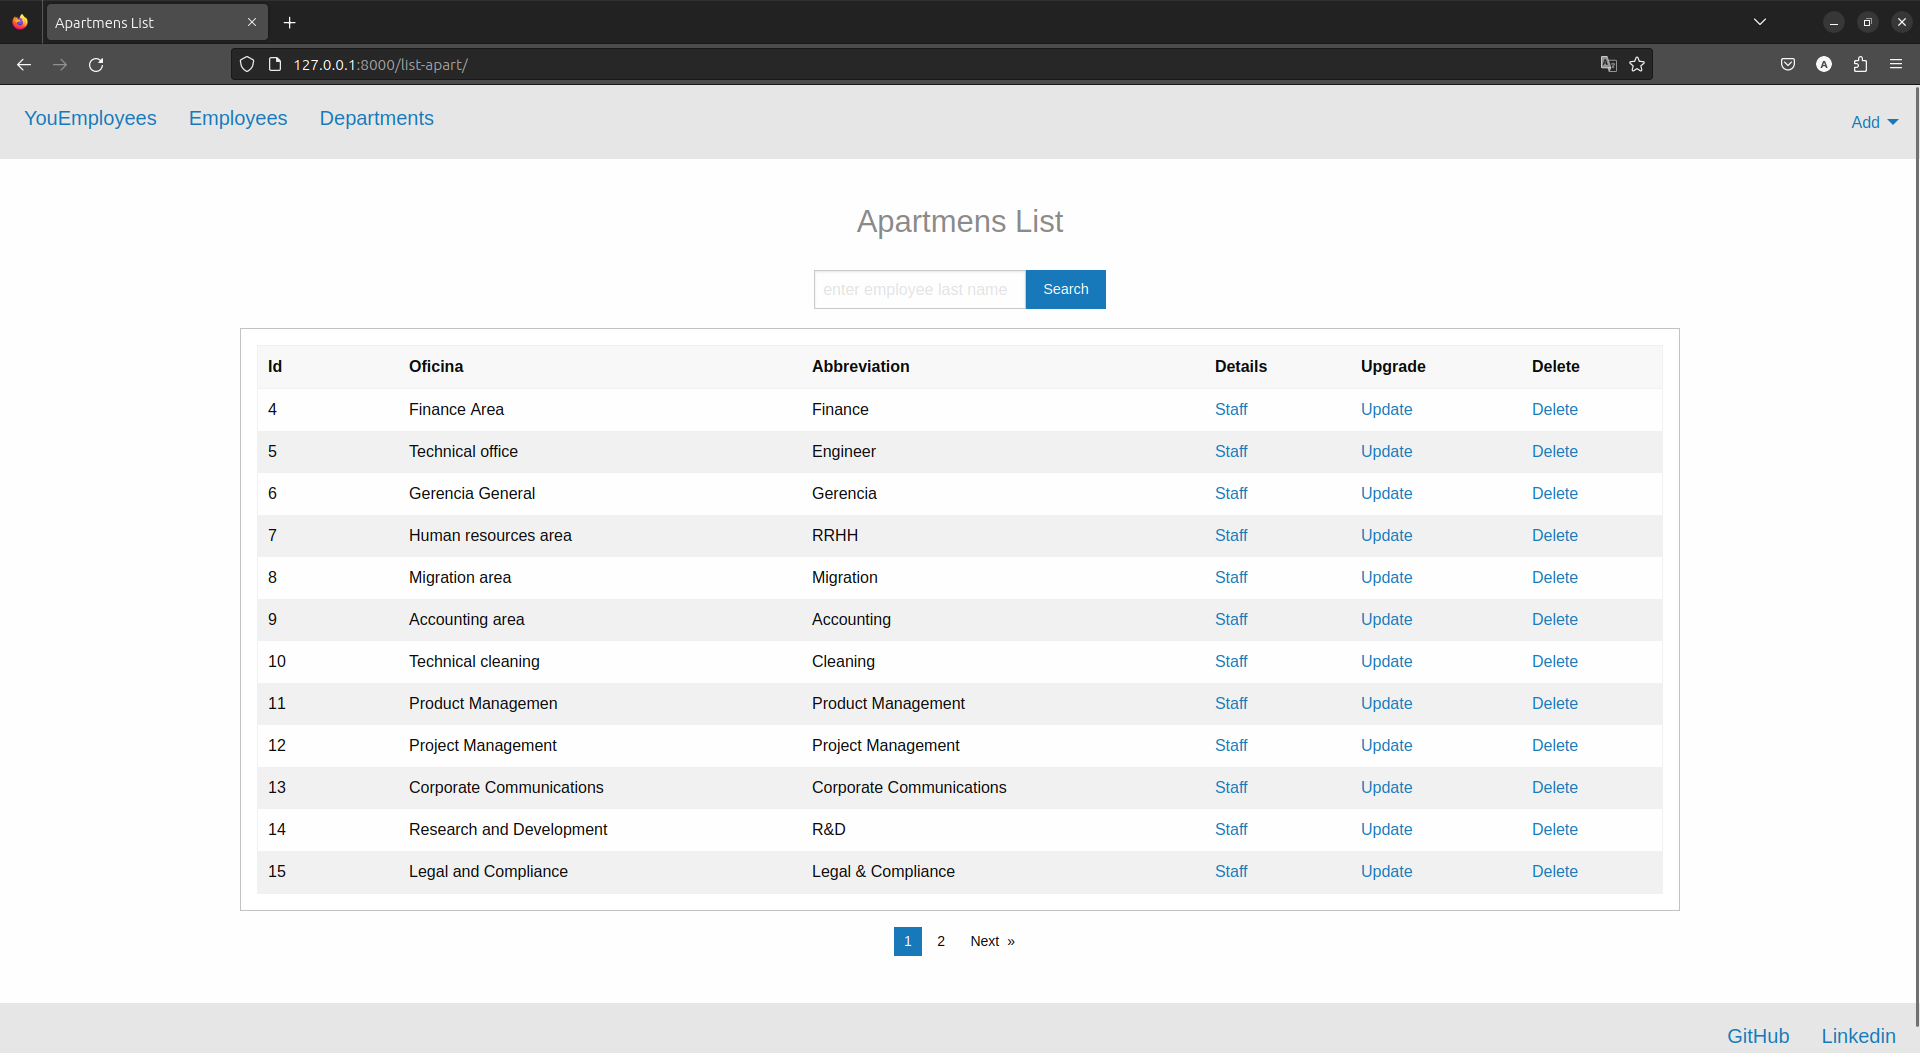 Apartmens List
127.0.0.1:8000/list-apart/
YouEmployees Employees Departments Add
Apartmens List
enter employee last name Search
Id Oficina Abbreviation Details Upgrade Delete
4 Finance Area Finance Staff Update Delete
5 Technical office Engineer Staff Update Delete
6 Gerencia General Gerencia Staff Update Delete
7 Human resources area RRHH Staff Update Delete
8 Migration area Migration Staff Update Delete
9 Accounting area Accounting Staff Update Delete
10 Technical cleaning Cleaning Staff Update Delete
11 Product Managemen Product Management Staff Update Delete
12 Project Management Project Management Staff Update Delete
13 Corporate Communications Corporate Communications Staff Update Delete
14 Research and Development R&D Staff Update Delete
15 Legal and Compliance Legal & Compliance Staff Update Delete
1 2 Next »
GitHub Linkedin